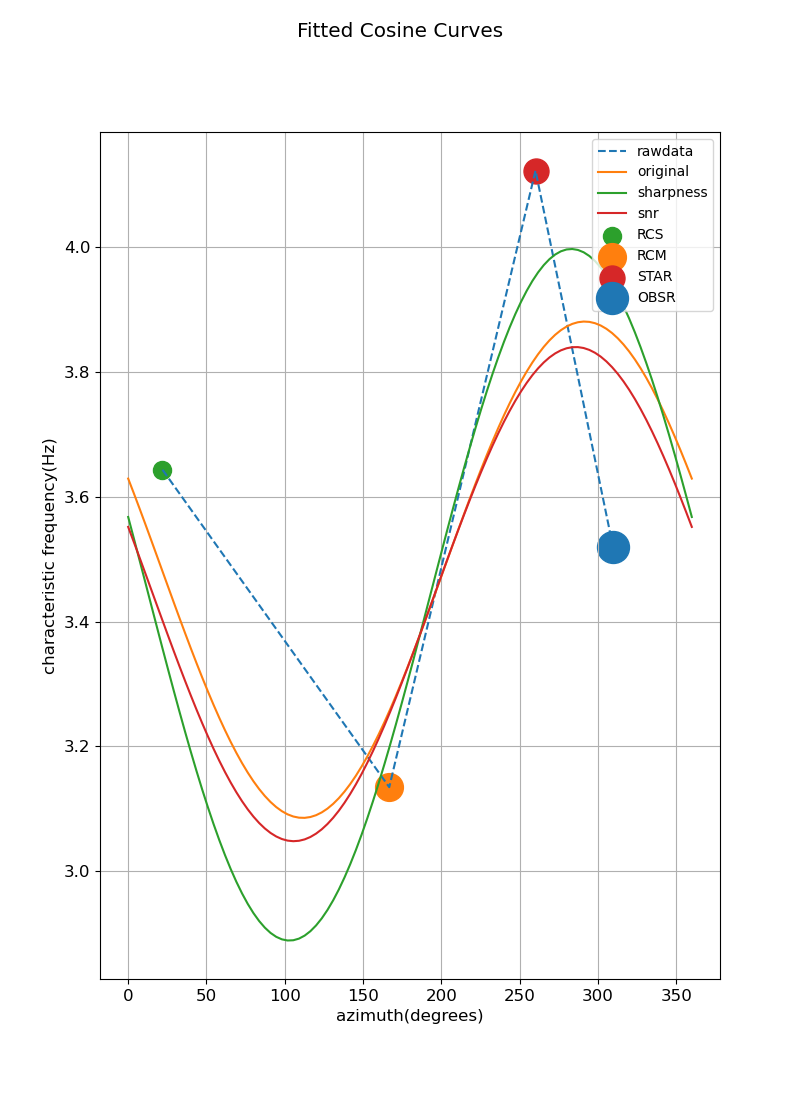 Fitted Cosine Curves
rawdata
original
sharpness
snr
RCS
RCM
STAR
OBSR
characteristic frequency(Hz)
4.0
3.8
3.6
3.4
3.2
3.0
0 50 100 150 200 250 300 350
azimuth(degrees)